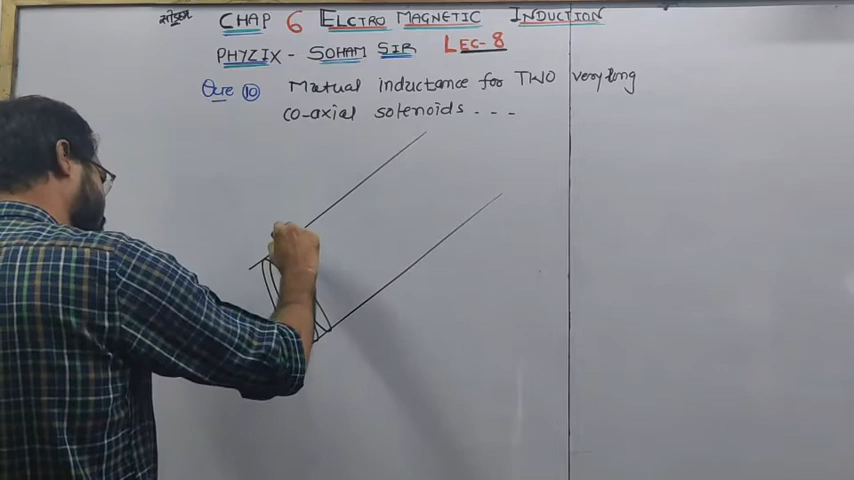 CHAP 6 ELCTRO MAGNETIC INDUCTION
PHYZIX - SOHAM SIR LEC-8
Que 10 Mutual inductance for TWO very long
co-axial solenoids - - -